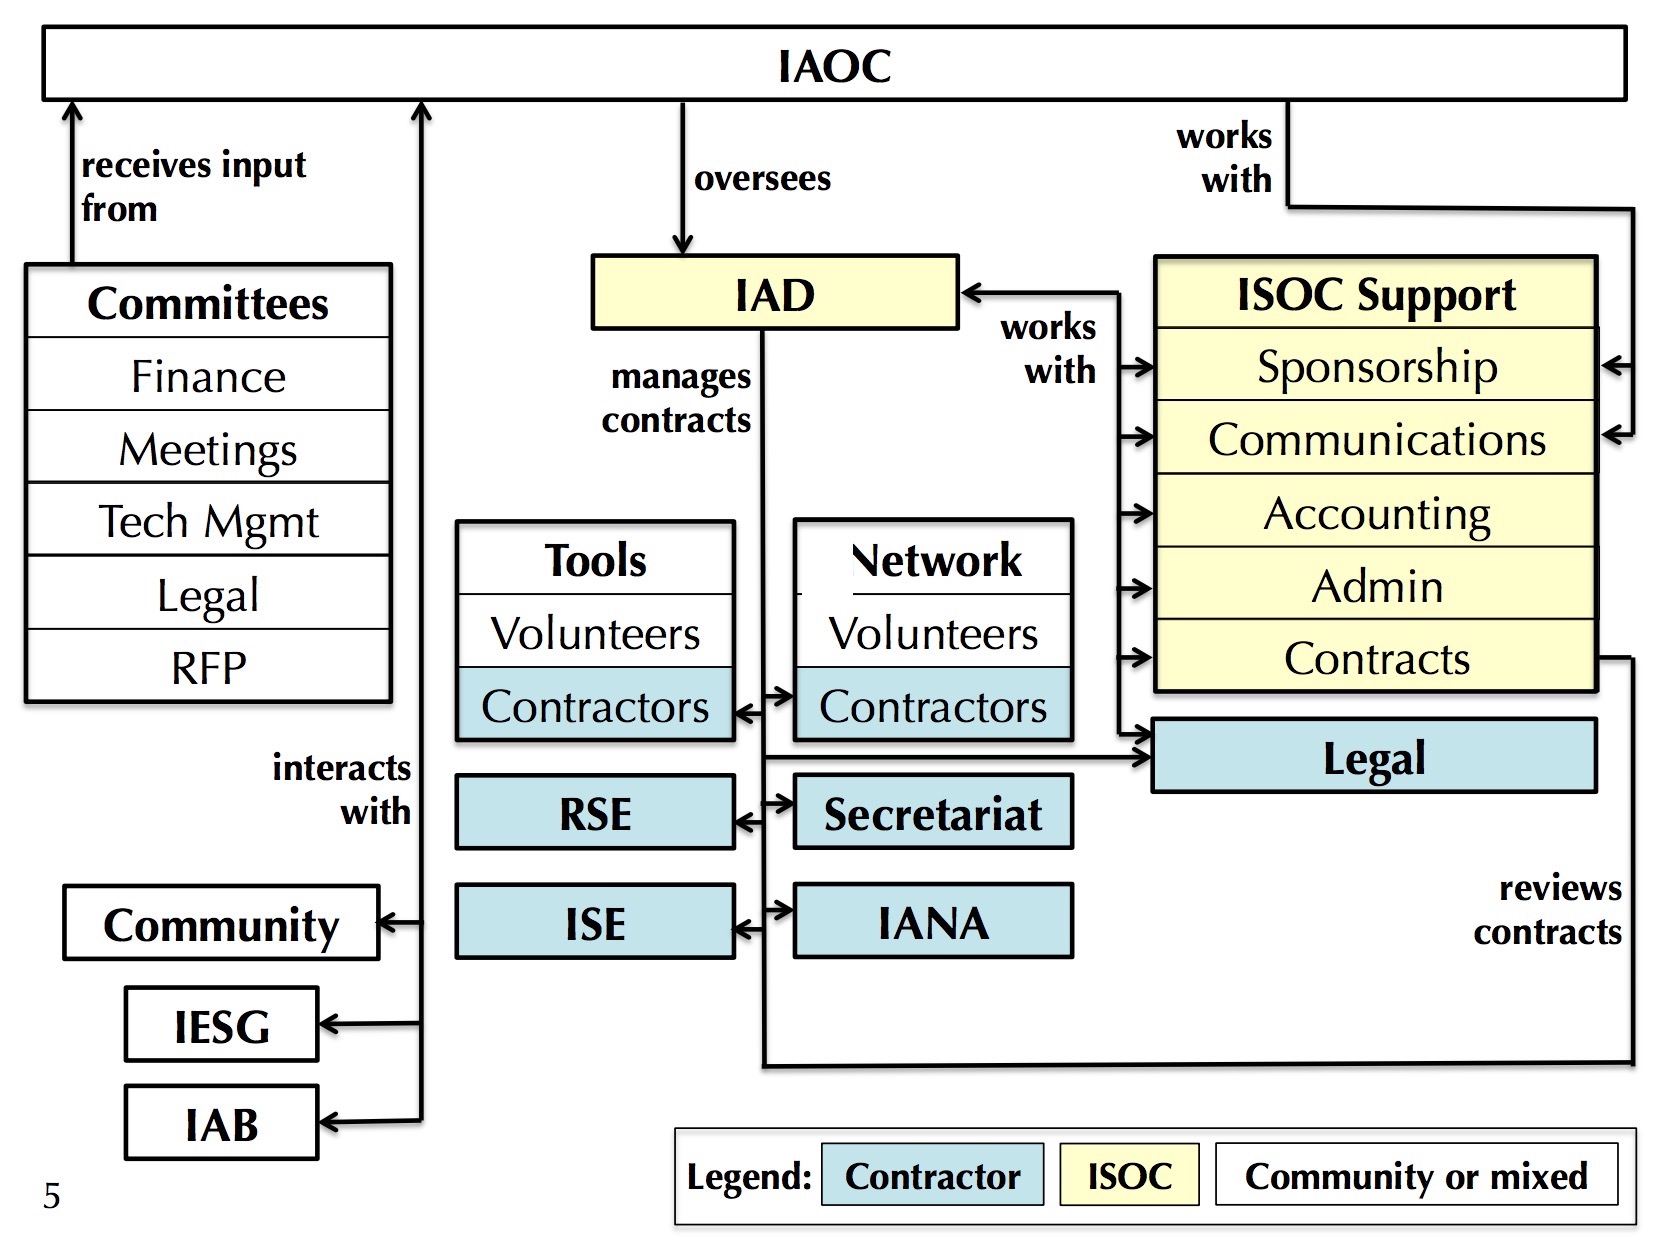 IAOC
receives input
from
oversees
works
with
Committees
Finance
Meetings
Tech Mgmt
Legal
RFP
IAD
works
with
manages
contracts
ISOC Support
Sponsorship
Communications
Accounting
Admin
Contracts
Tools
Volunteers
Contractors
Network
Volunteers
Contractors
Legal
interacts
with
RSE
Secretariat
ISE
IANA
reviews
contracts
Community
IESG
IAB
Legend: Contractor ISOC Community or mixed
5